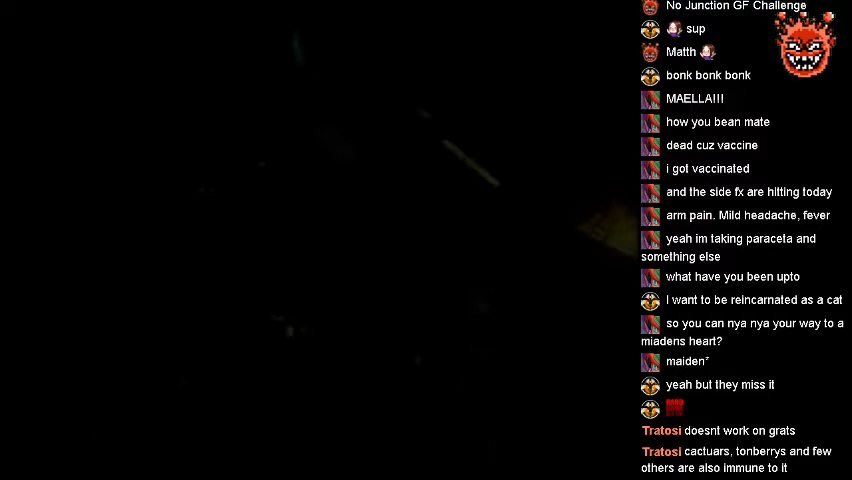 No Junction GF Challenge
sup
Matth
bonk bonk bonk
MAELLA!!!
how you bean mate
dead cuz vaccine
i got vaccinated
and the side fx are hitting today
arm pain. Mild headache, fever
yeah im taking paraceta and
something else
what have you been upto
I want to be reincarnated as a cat
so you can nya nya your way to a
miadens heart?
maiden*
yeah but they miss it
Tratosi doesnt work on grats
Tratosi cactuars, tonberrys and few
others are also immune to it